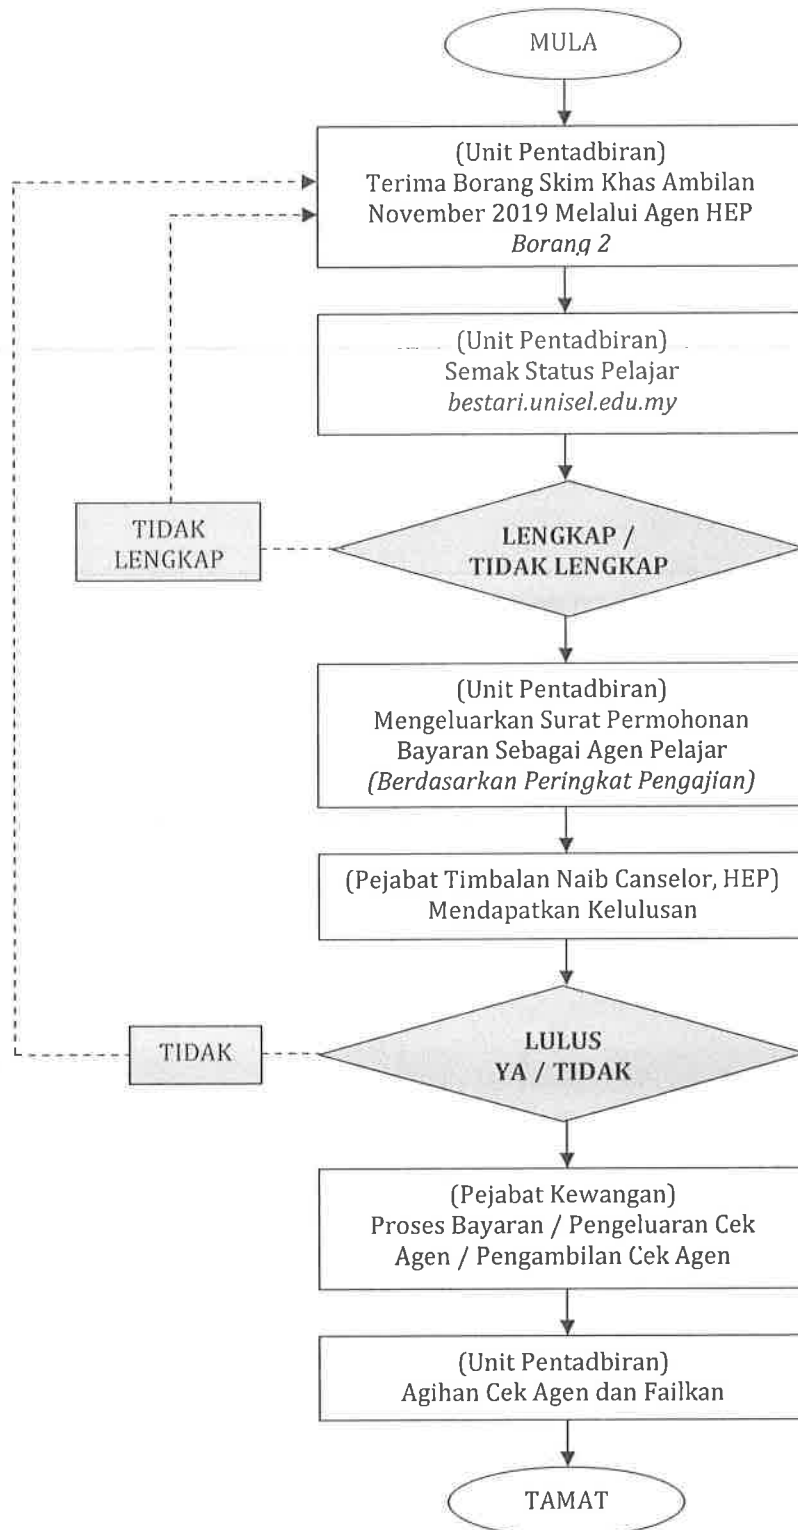 MULA
(Unit Pentadbiran)
Terima Borang Skim Khas Ambilan
November 2019 Melalui Agen HEP
Borang 2
(Unit Pentadbiran)
Semak Status Pelajar
bestari.unisel.edu.my
TIDAK
LENGKAP
LENGKAP /
TIDAK LENGKAP
(Unit Pentadbiran)
Mengeluarkan Surat Permohonan
Bayaran Sebagai Agen Pelajar
(Berdasarkan Peringkat Pengajian)
(Pejabat Timbalan Naib Canselor, HEP)
Mendapatkan Kelulusan
TIDAK
LULUS
YA / TIDAK
(Pejabat Kewangan)
Proses Bayaran / Pengeluaran Cek
Agen / Pengambilan Cek Agen
(Unit Pentadbiran)
Agihan Cek Agen dan Failkan
TAMAT